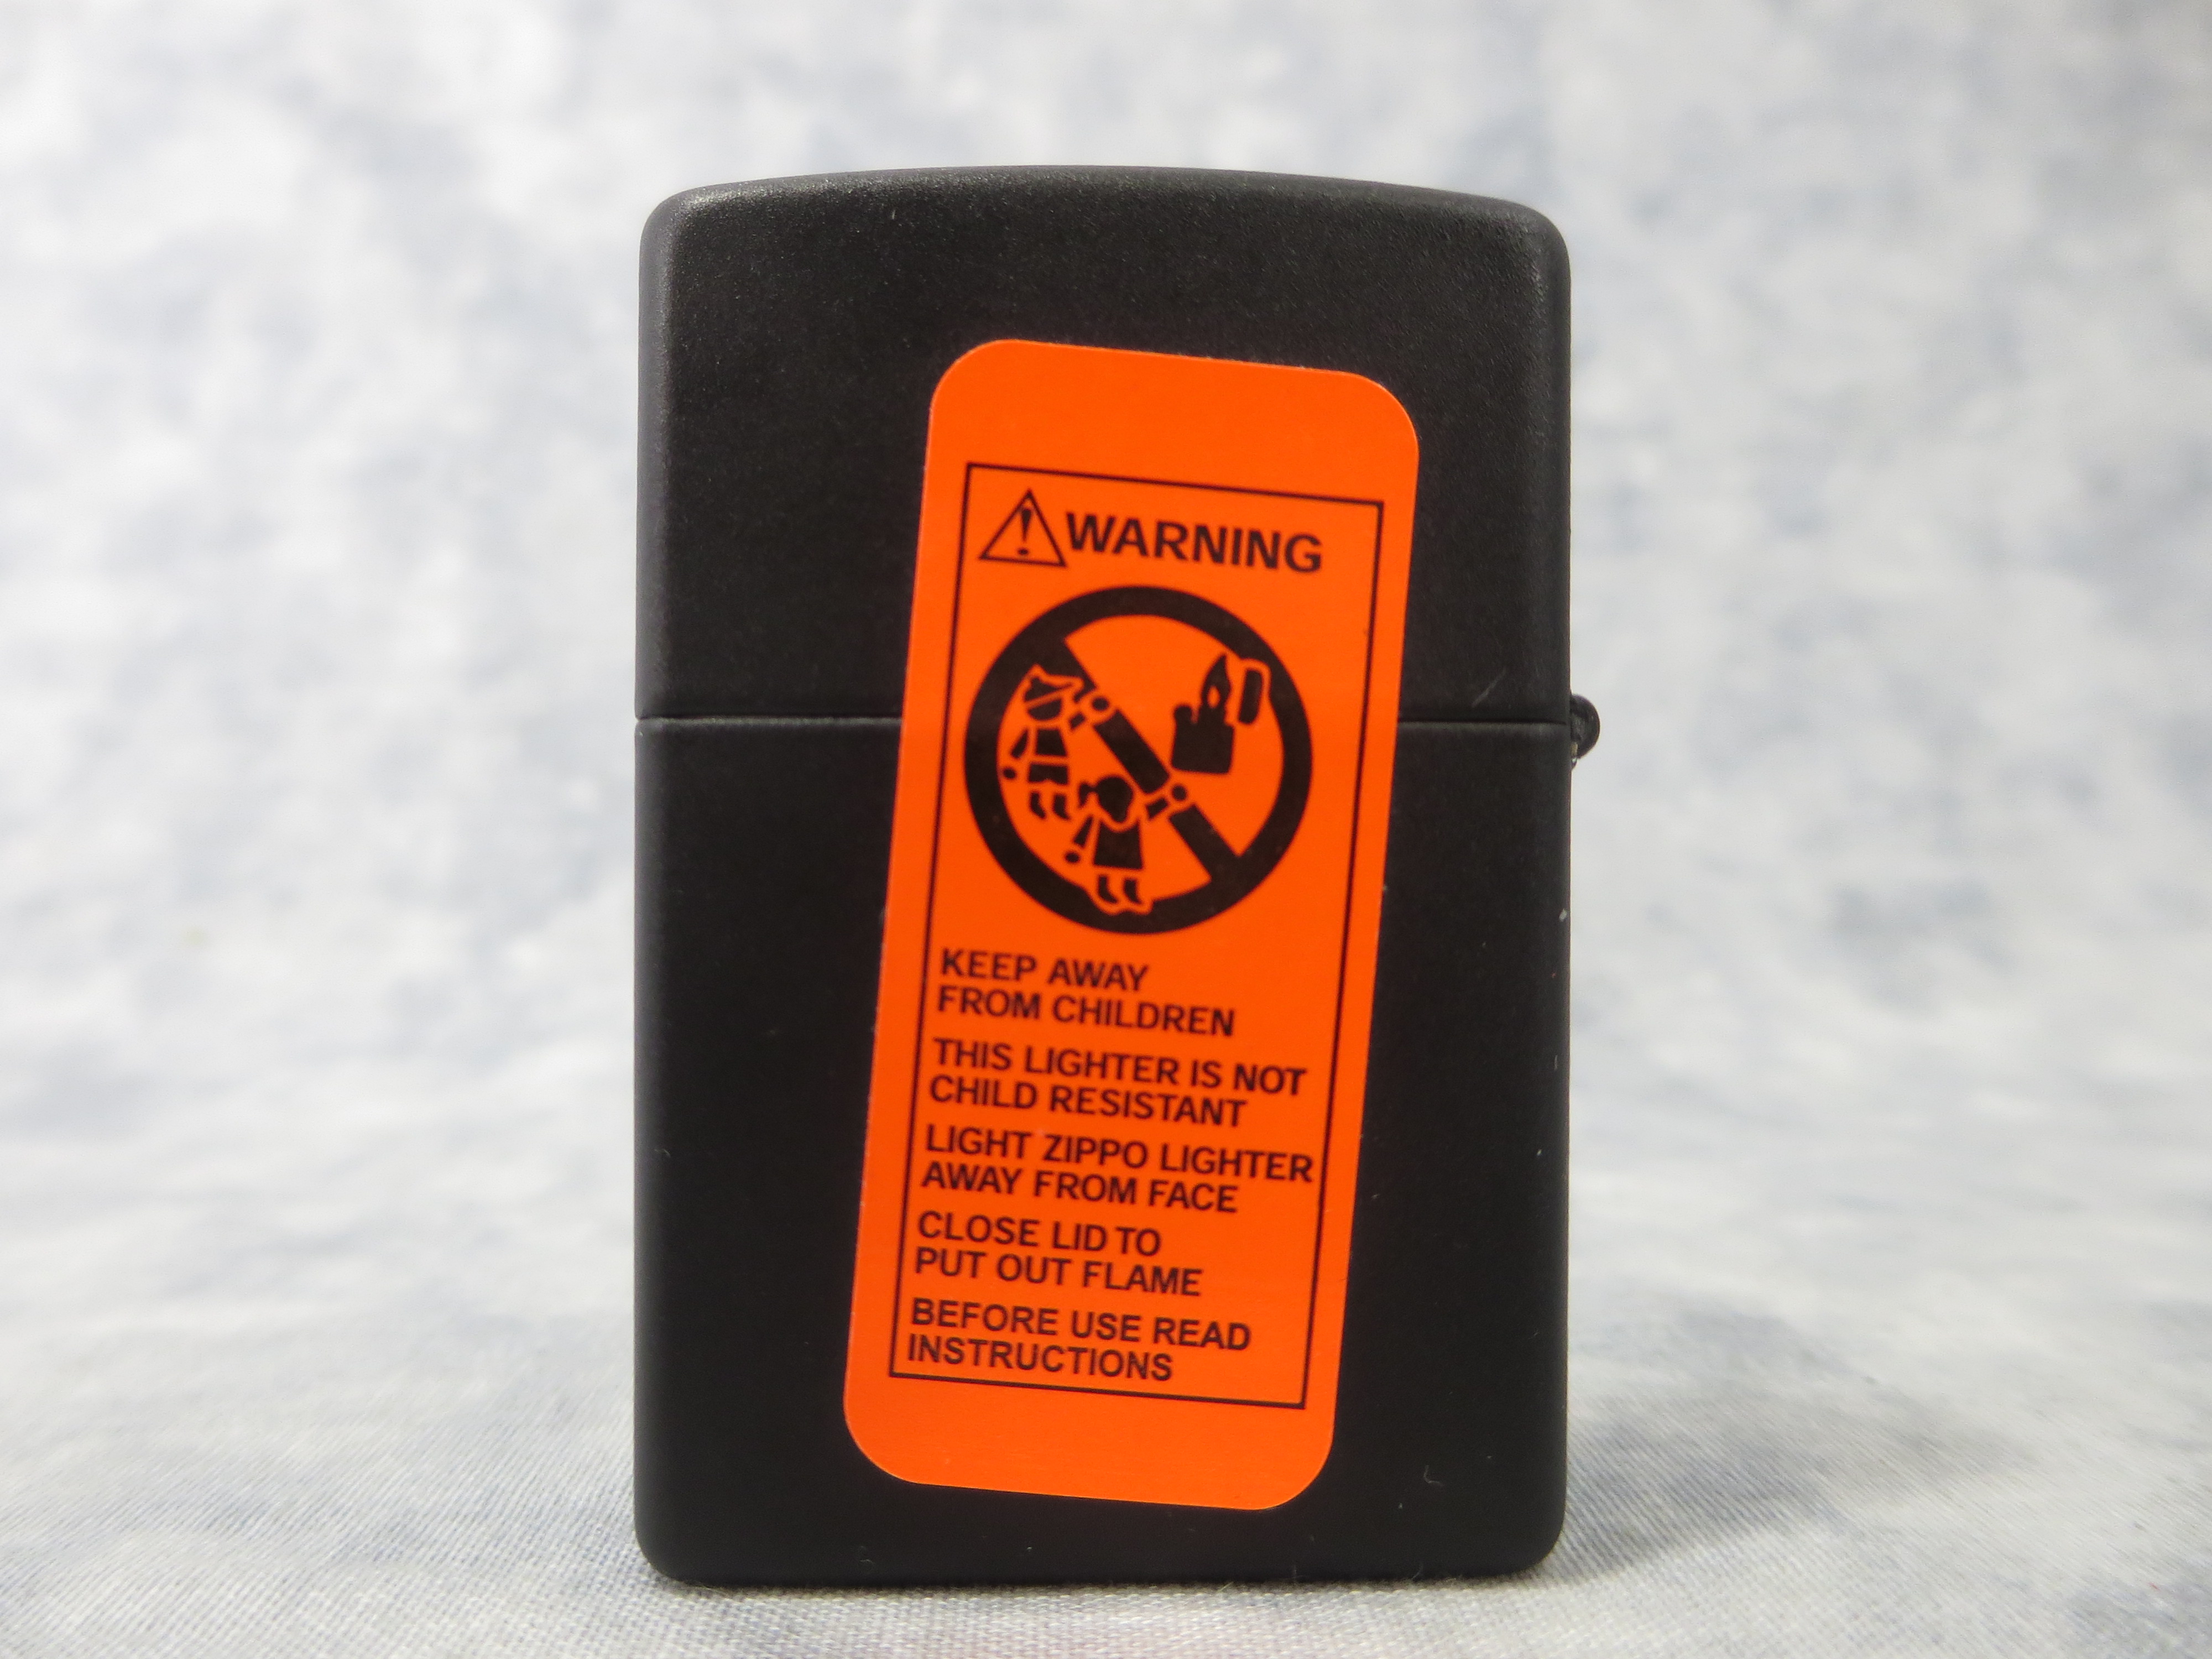 WARNING
KEEP AWAY
FROM CHILDREN
THIS LIGHTER IS NOT
CHILD RESISTANT
LIGHT ZIPPO LIGHTER
AWAY FROM FACE
CLOSE LID TO
PUT OUT FLAME
BEFORE USE READ
INSTRUCTIONS